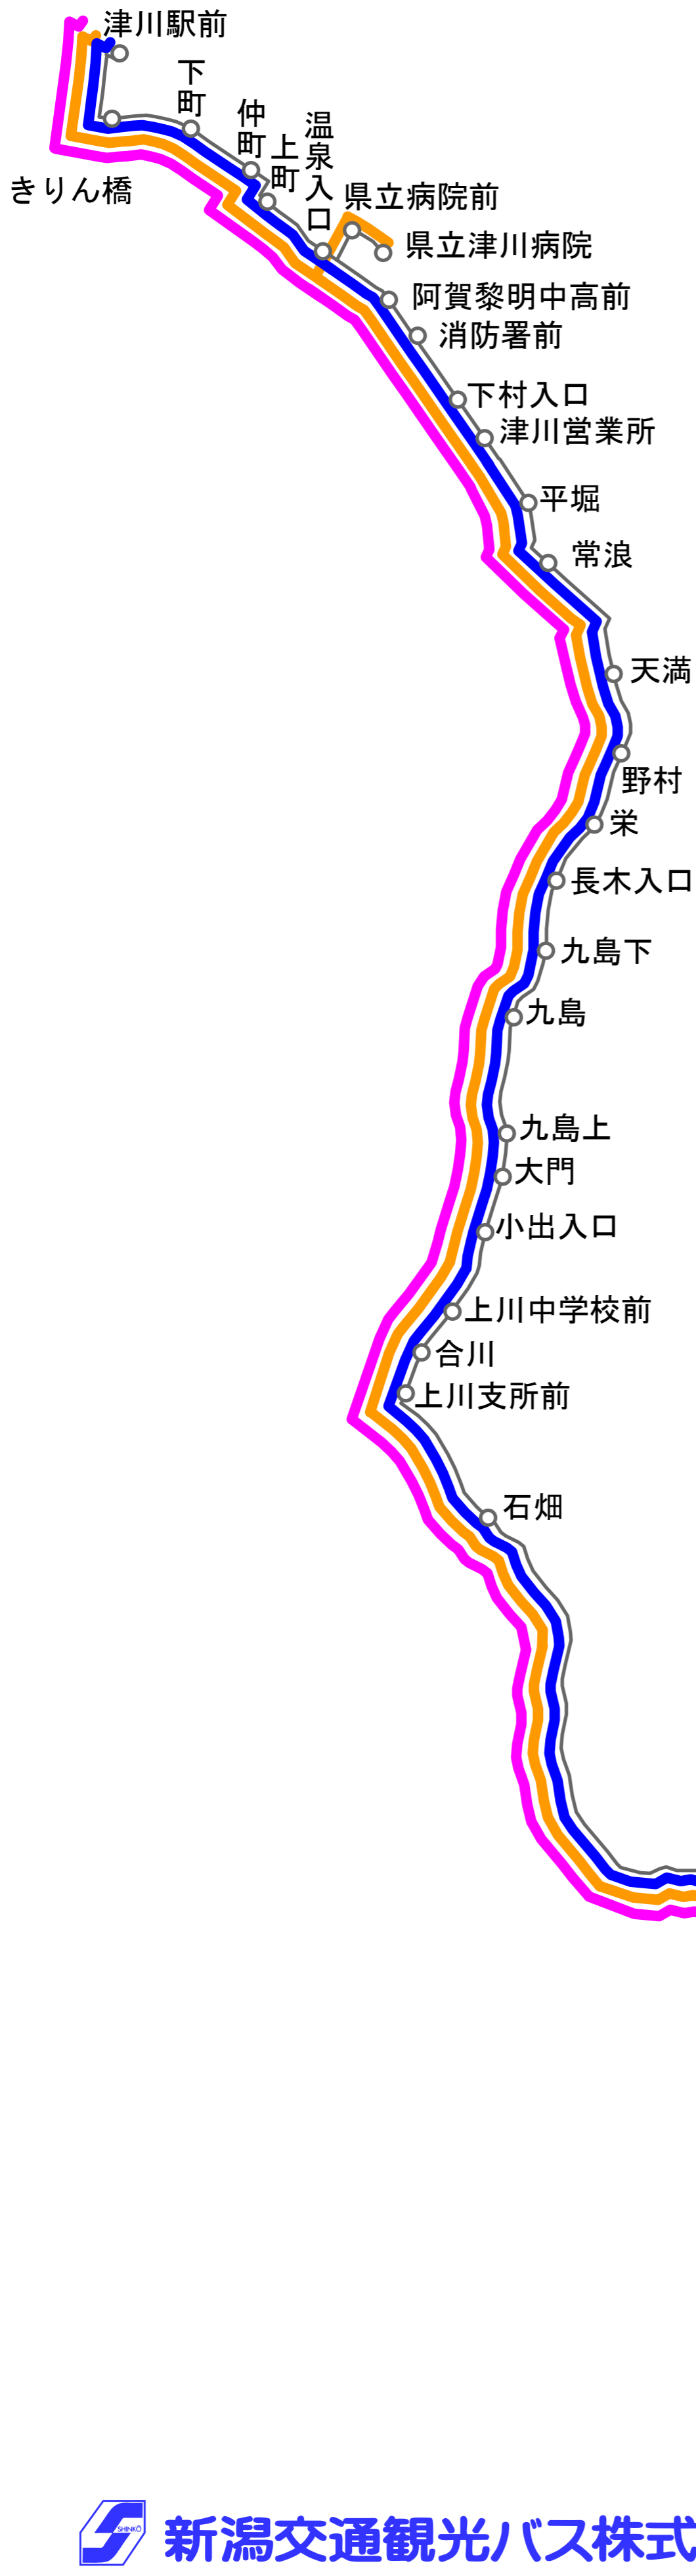 津川駅前
下町
仲町
上町
温泉入口
きりん橋
県立病院前
県立津川病院
阿賀黎明中高前
消防署前
下村入口
津川営業所
平堀
常浪
天満
野村
栄
長木入口
九島下
九島
九島上
大門
小出入口
上川中学校前
合川
上川支所前
石畑
SHINKO
新潟交通観光バス株式